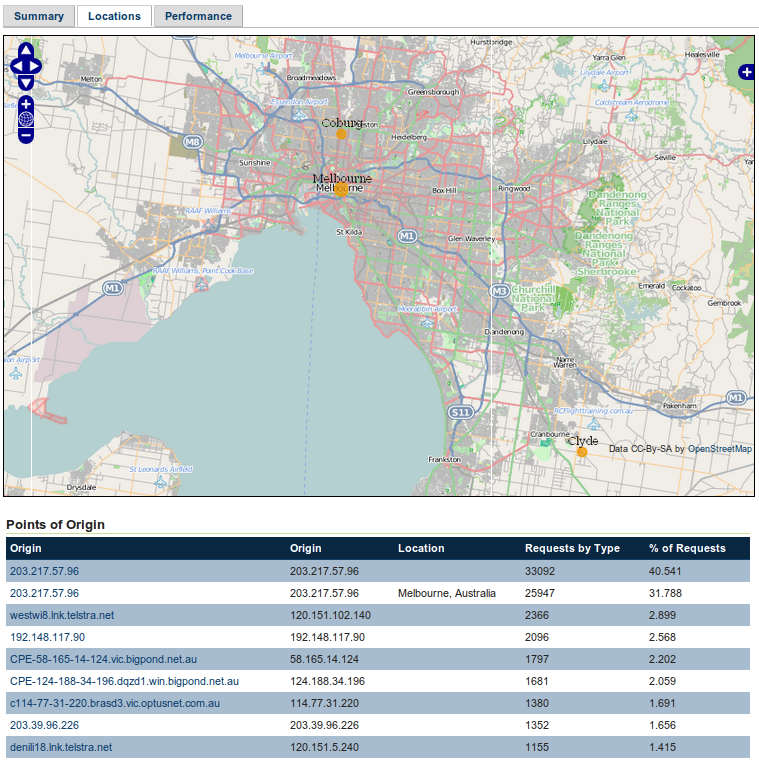 Summary Locations Performance
Hurstbridge
Healesville
Melbourne Airport
Yarra Glen
Melton
Broadmeadows
Lilydale Airport
Greensborough
Essendon Airport
Coldstream Aerodrome
Coburg
Heidelberg
M8
Lilydale
Sunshine
Seville
Melbourne
Melbourne
Box Hill
Ringwood
Dandenong
Ranges
National
Park
RAAF Williams
St Kilda
M1
Glen Waverley
Dandenong
Ranges
National
Park
Sherbrooke
RAAF Williams, Point Cook Base
M1
M3
Churchill
National
Park
Emerald
Cockatoo
Gembrook
Moorabbin Airport
Dandenong
Narre
Warren
M1
Pakenham
S11
RCFlighttraining.com.au
Cranbourne
Clyde
Data CC-By-SA by OpenStreetMap
Frankston
St Leonards Airfield
Drysdale
Points of Origin
Origin Origin Location Requests by Type % of Requests
203.217.57.96 203.217.57.96 33092 40.541
203.217.57.96 203.217.57.96 Melbourne, Australia 25947 31.788
westwi8.lnk.telstra.net 120.151.102.140 2366 2.899
192.148.117.90 192.148.117.90 2096 2.568
CPE-58-165-14-124.vic.bigpond.net.au 58.165.14.124 1797 2.202
CPE-124-188-34-196.dqzd1.win.bigpond.net.au 124.188.34.196 1681 2.059
c114-77-31-220.brasd3.vic.optusnet.com.au 114.77.31.220 1380 1.691
203.39.96.226 203.39.96.226 1352 1.656
denili18.lnk.telstra.net 120.151.5.240 1155 1.415